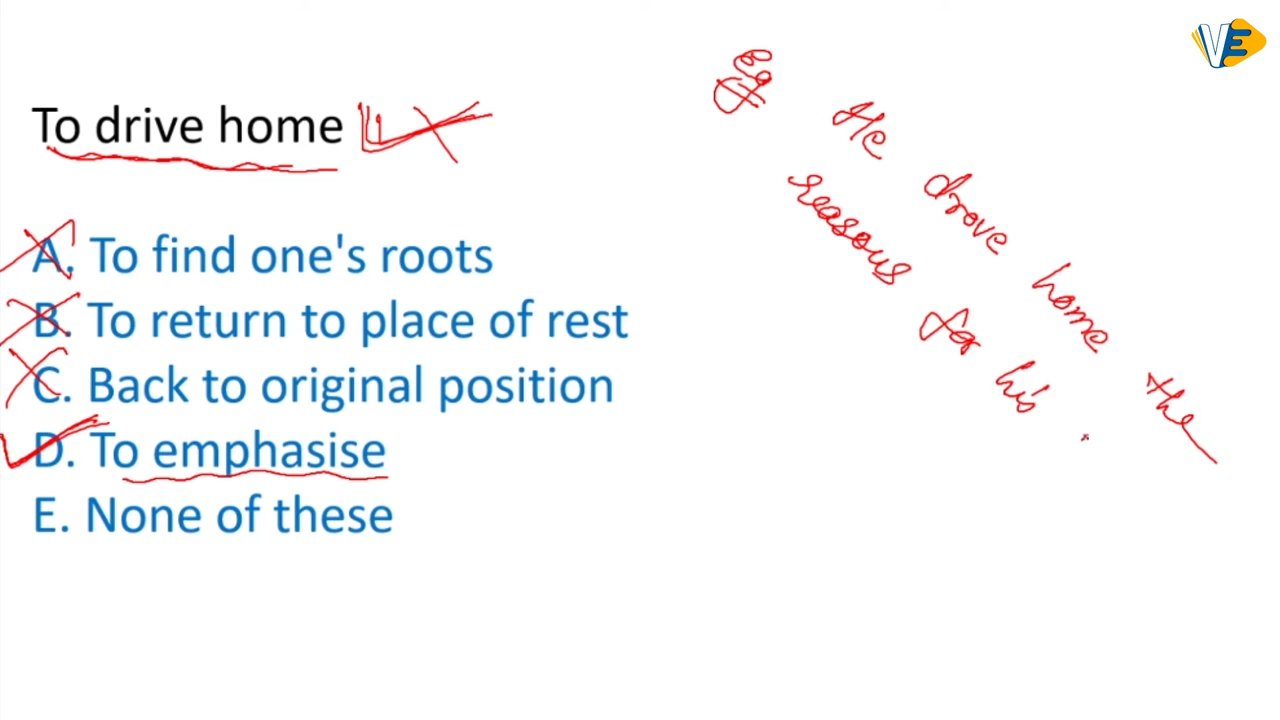 VE
To drive home
A. To find one's roots
B. To return to place of rest
C. Back to original position
D. To emphasise
E. None of these
Eg He drove home the
reasons for his